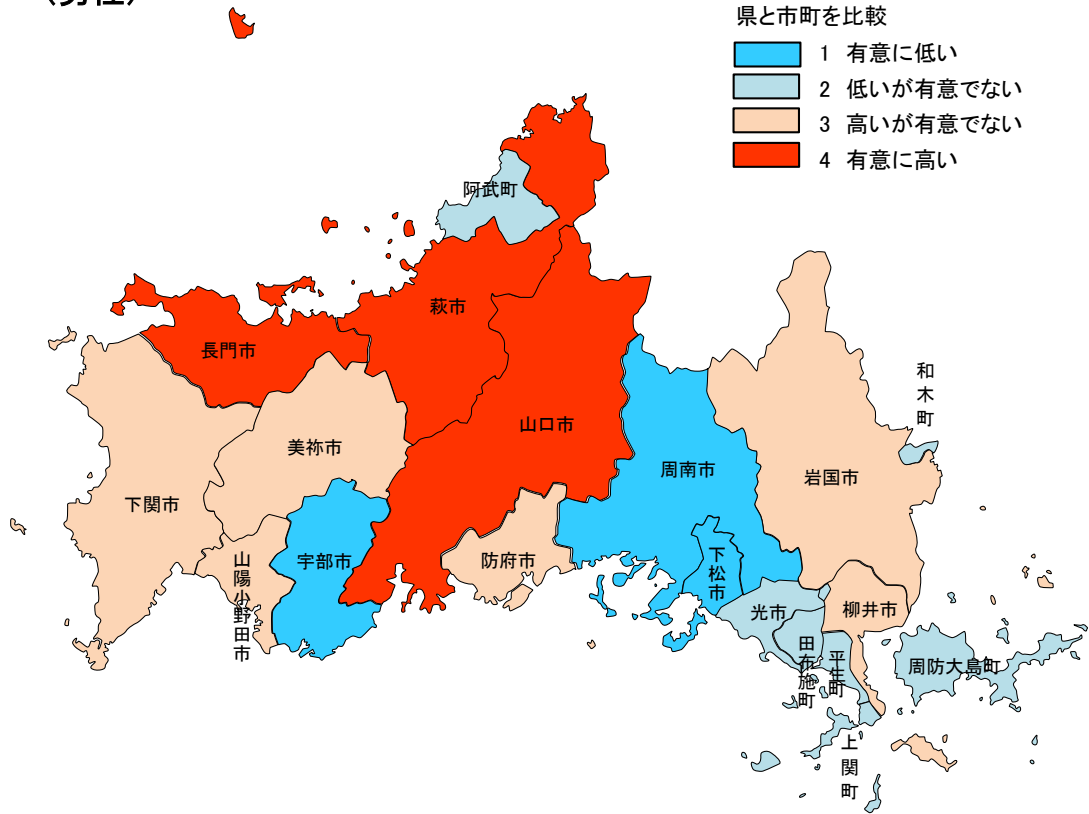 県と市町を比較
1 有意に低い
2 低いが有意でない
3 高いが有意でない
4 有意に高い
阿武町
萩市
長門市
和木町
山口市
美祢市
周南市
岩国市
下関市
防府市
宇部市
山陽小野田市
下松市
柳井市
光市
田布施町
平生町
周防大島町
上関町